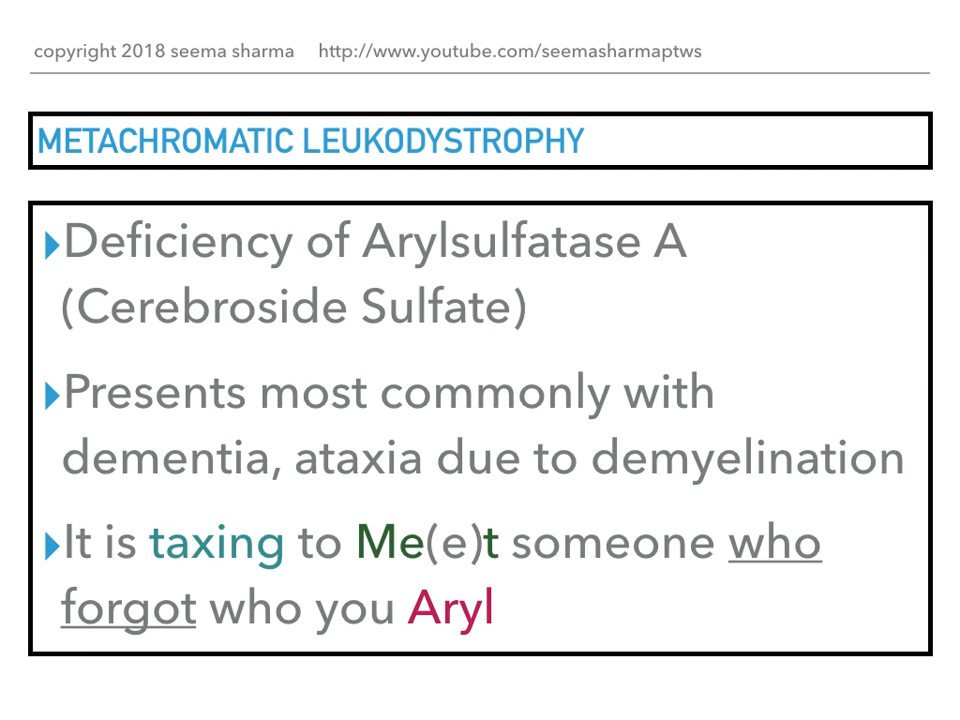 copyright 2018 seema sharma http://www.youtube.com/seemasharmaptws
METACHROMATIC LEUKODYSTROPHY
▸Deficiency of Arylsulfatase A
(Cerebroside Sulfate)
▸Presents most commonly with
dementia, ataxia due to demyelination
▸It is taxing to Me(e)t someone who
forgot who you Aryl